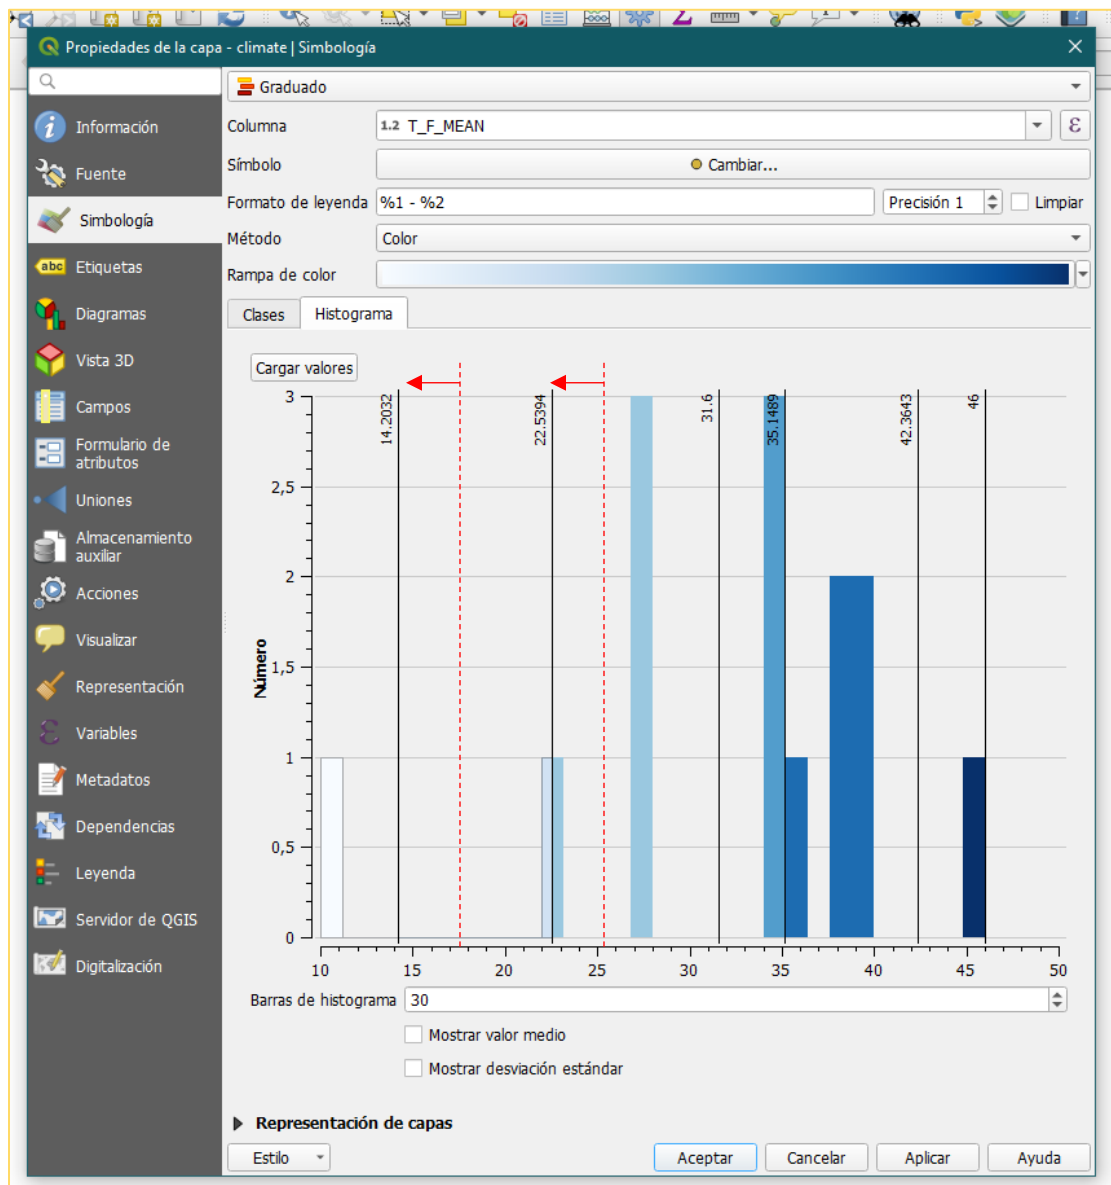 Propiedades de la capa - climate | Simbología
Información
Fuente
Simbología
Etiquetas
Diagramas
Vista 3D
Campos
Formulario de
atributos
Uniones
Almacenamiento
auxiliar
Acciones
Visualizar
Representación
Variables
Metadatos
Dependencias
Leyenda
Servidor de QGIS
Digitalización
abc
Graduado
Columna 1.2 T_F_MEAN ε
Símbolo Cambiar...
Formato de leyenda %1 - %2 Precisión 1 Limpiar
Método Color
Rampa de color
Clases Histograma
Cargar valores
14.2032
22.5394
31.6
35.1489
42.3643
46
Número
3
2,5
2
1,5
1
0,5
0
10 15 20 25 30 35 40 45 50
Barras de histograma 30
Mostrar valor medio
Mostrar desviación estándar
Representación de capas
Estilo Aceptar Cancelar Aplicar Ayuda